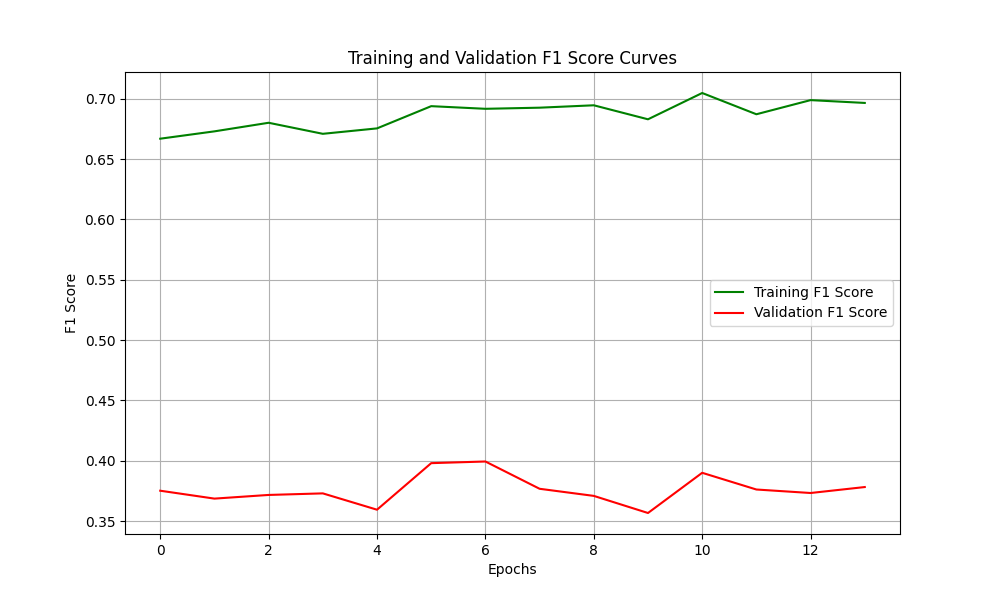 Training and Validation F1 Score Curves
0.70
0.65
0.60
0.55
0.50
0.45
0.40
0.35
F1 Score
Training F1 Score
Validation F1 Score
0 2 4 6 8 10 12
Epochs